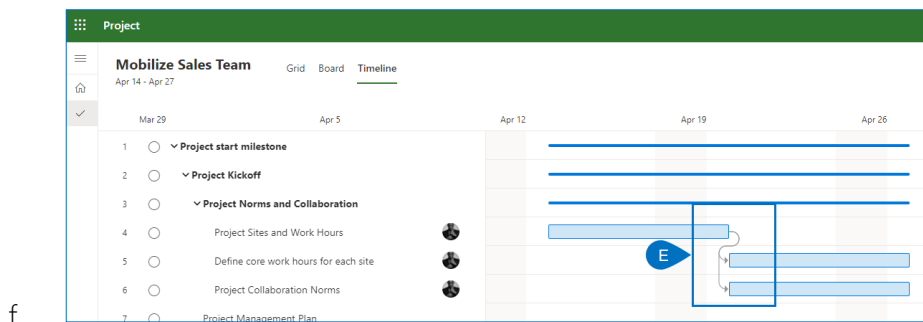 Project
Mobilize Sales Team
Grid Board Timeline
Apr 14 - Apr 27
Mar 29 Apr 5 Apr 12 Apr 19 Apr 26
1 Project start milestone
2 Project Kickoff
3 Project Norms and Collaboration
4 Project Sites and Work Hours
5 Define core work hours for each site
E
6 Project Collaboration Norms
7 Project Management Plan
f